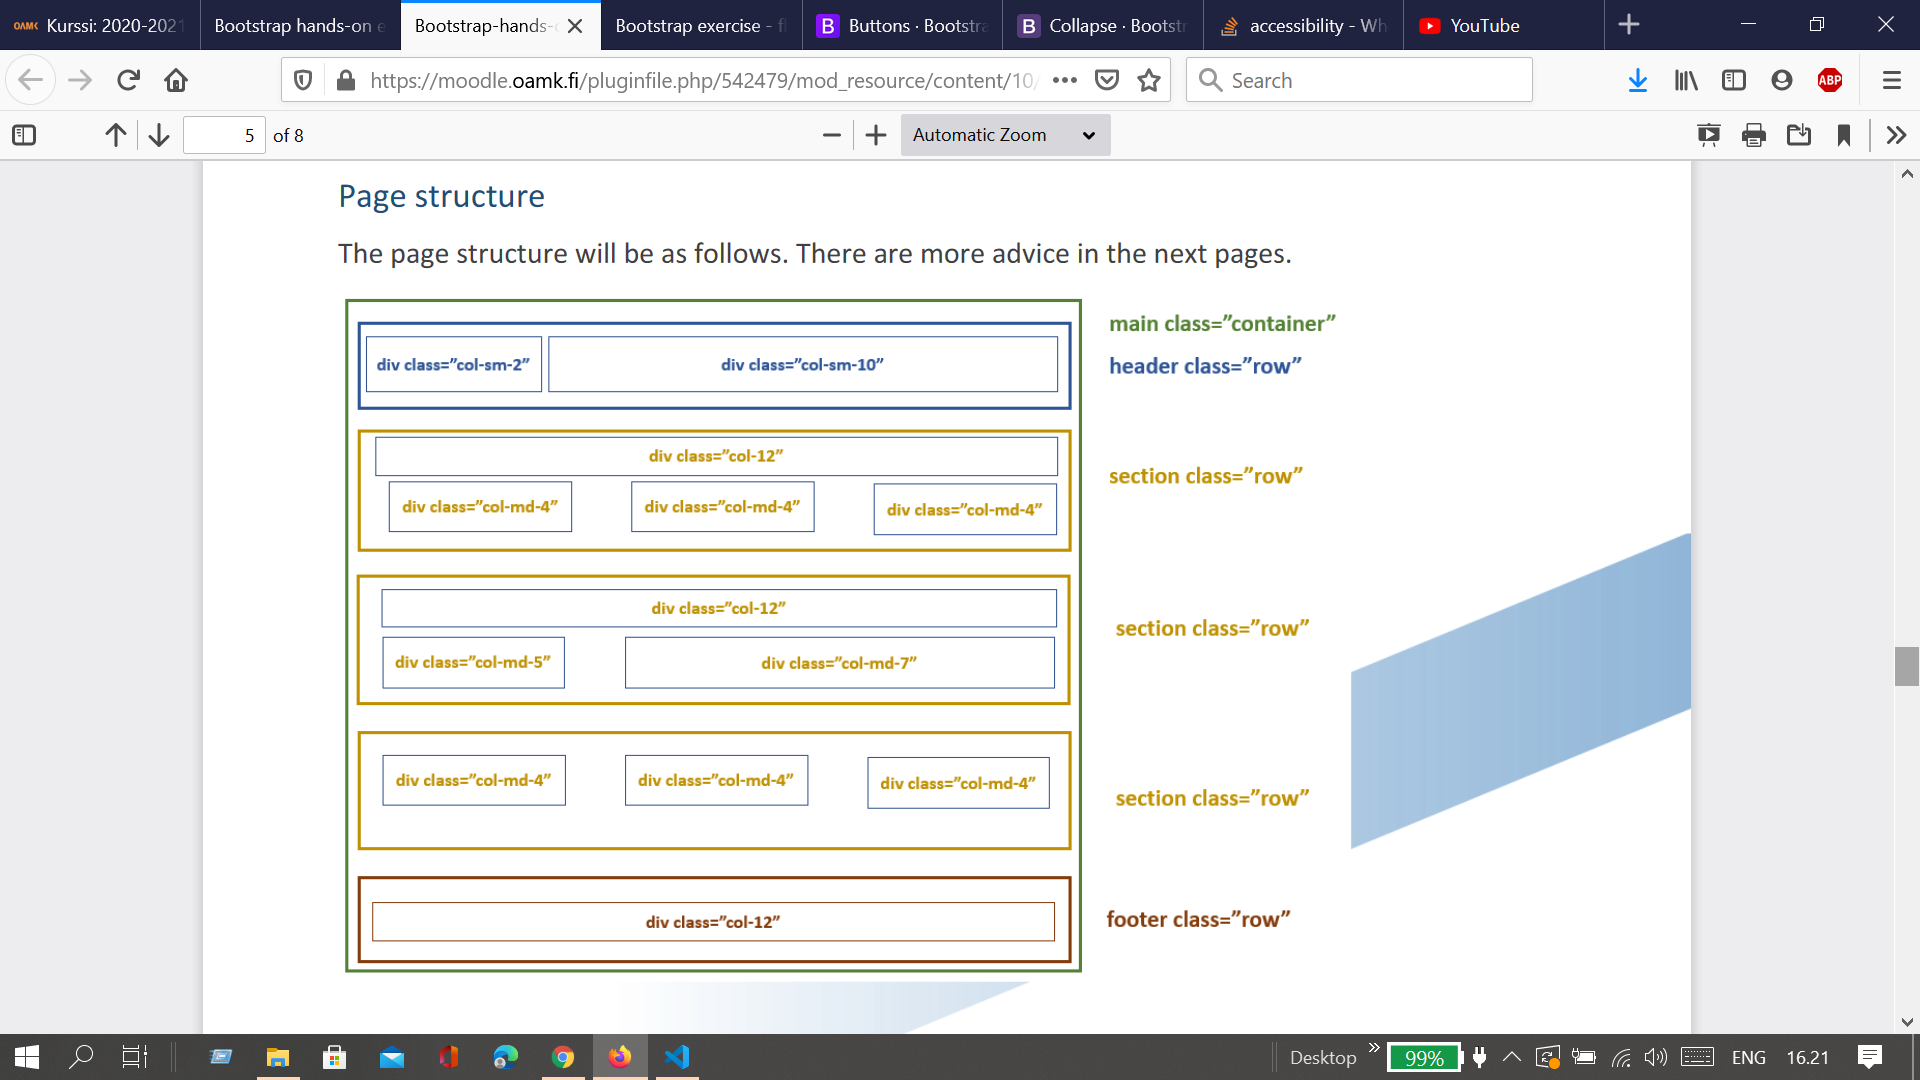 OAMK Kurssi: 2020-2021
Bootstrap hands-on e
Bootstrap-hands-o
Bootstrap exercise - fl
B Buttons · Bootstra
B Collapse · Bootstr
accessibility - Wh
YouTube
https://moodle.oamk.fi/pluginfile.php/542479/mod_resource/content/10/
Search
ABP
5 of 8
Automatic Zoom
Page structure
The page structure will be as follows. There are more advice in the next pages.
main class=”container”
div class=”col-sm-2” div class=”col-sm-10” header class=”row”
div class=”col-12”
section class=”row”
div class=”col-md-4” div class=”col-md-4” div class=”col-md-4”
div class=”col-12”
section class=”row”
div class=”col-md-5” div class=”col-md-7”
div class=”col-md-4” div class=”col-md-4” div class=”col-md-4”
section class=”row”
div class=”col-12” footer class=”row”
Desktop 99% ENG 16.21